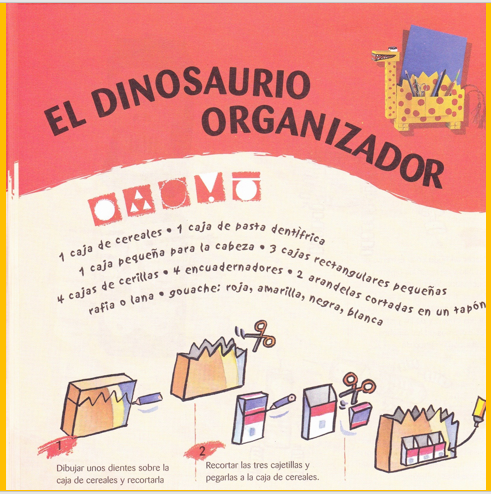 EL DINOSAURIO
ORGANIZADOR
1 caja de cereales • 1 caja de pasta dentífrica
1 caja pequeña para la cabeza • 3 cajas rectangulares pequeñas
4 cajas de cerillas • 4 encuadernadores • 2 arandelas cortadas en un tapón
rafia o lana • gouache: roja, amarilla, negra, blanca
1
Dibujar unos dientes sobre la
caja de cereales y recortarla
2
Recortar las tres cajetillas y
pegarlas a la caja de cereales.